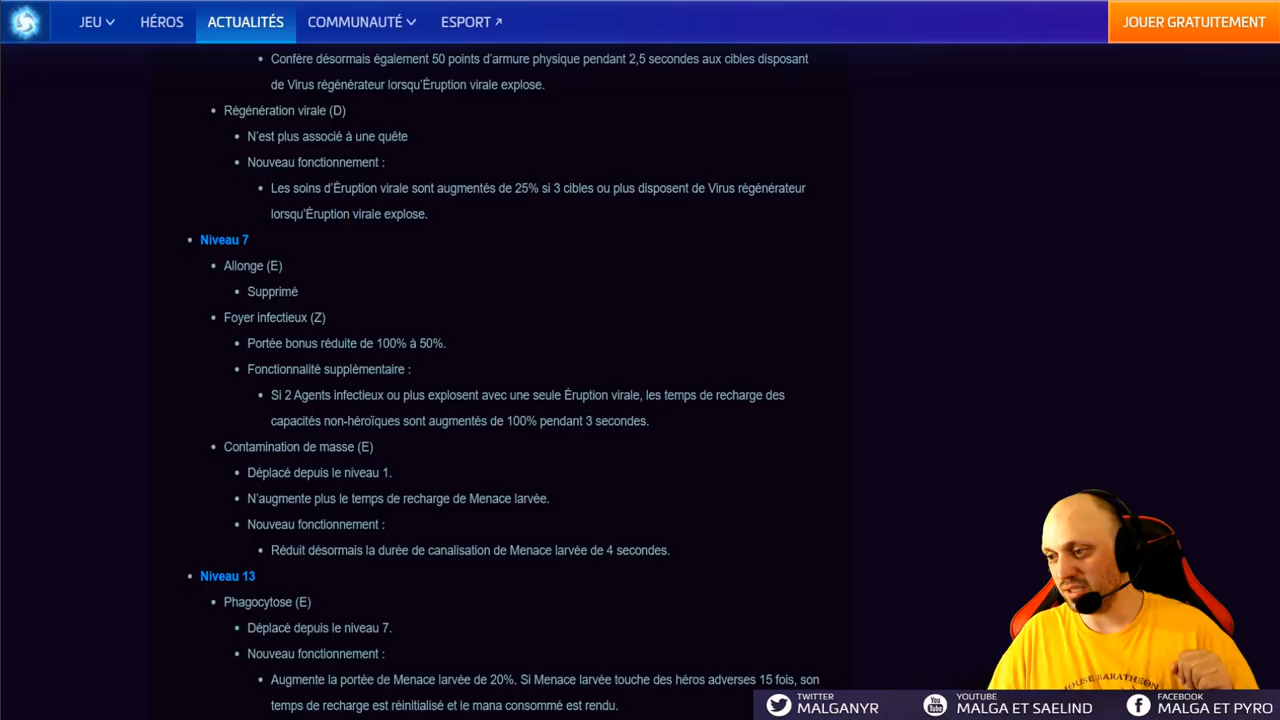 JEU HÉROS ACTUALITÉS COMMUNAUTÉ ESPORT JOUER GRATUITEMENT
Confère désormais également 50 points d'armure physique pendant 2,5 secondes aux cibles disposant
de Virus régénérateur lorsqu'Éruption virale explose.
Régénération virale (D)
N'est plus associé à une quête
Nouveau fonctionnement :
Les soins d'Éruption virale sont augmentés de 25% si 3 cibles ou plus disposent de Virus régénérateur
lorsqu'Éruption virale explose.
Niveau 7
Allonge (E)
Supprimé
Foyer infectieux (Z)
Portée bonus réduite de 100% à 50%.
Fonctionnalité supplémentaire :
Si 2 Agents infectieux ou plus explosent avec une seule Éruption virale, les temps de recharge des
capacités non-héroïques sont augmentés de 100% pendant 3 secondes.
Contamination de masse (E)
Déplacé depuis le niveau 1.
N'augmente plus le temps de recharge de Menace larvée.
Nouveau fonctionnement :
Réduit désormais la durée de canalisation de Menace larvée de 4 secondes.
Niveau 13
Phagocytose (E)
Déplacé depuis le niveau 7.
Nouveau fonctionnement :
Augmente la portée de Menace larvée de 20%. Si Menace larvée touche des héros adverses 15 fois, son
temps de recharge est réinitialisé et le mana consommé est rendu.
HOUSE BARATHEON
TWITTER
MALGANYR
YOUTUBE
MALGA ET SAELIND
FACEBOOK
MALGA ET PYRO